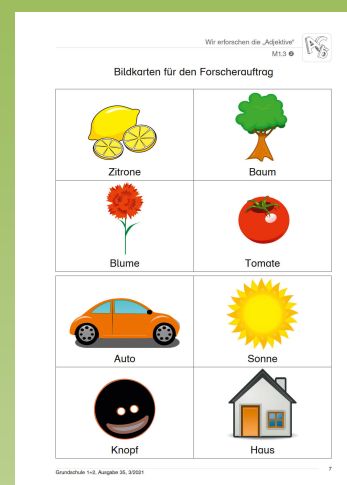 Wir erforschen die „Adjektive"
M1.3 ❷
Bildkarten für den Forscherauftrag
Zitrone
Baum
Blume
Tomate
Auto
Sonne
Knopf
Haus
Grundschule 1+2, Ausgabe 35, 3/2021
7